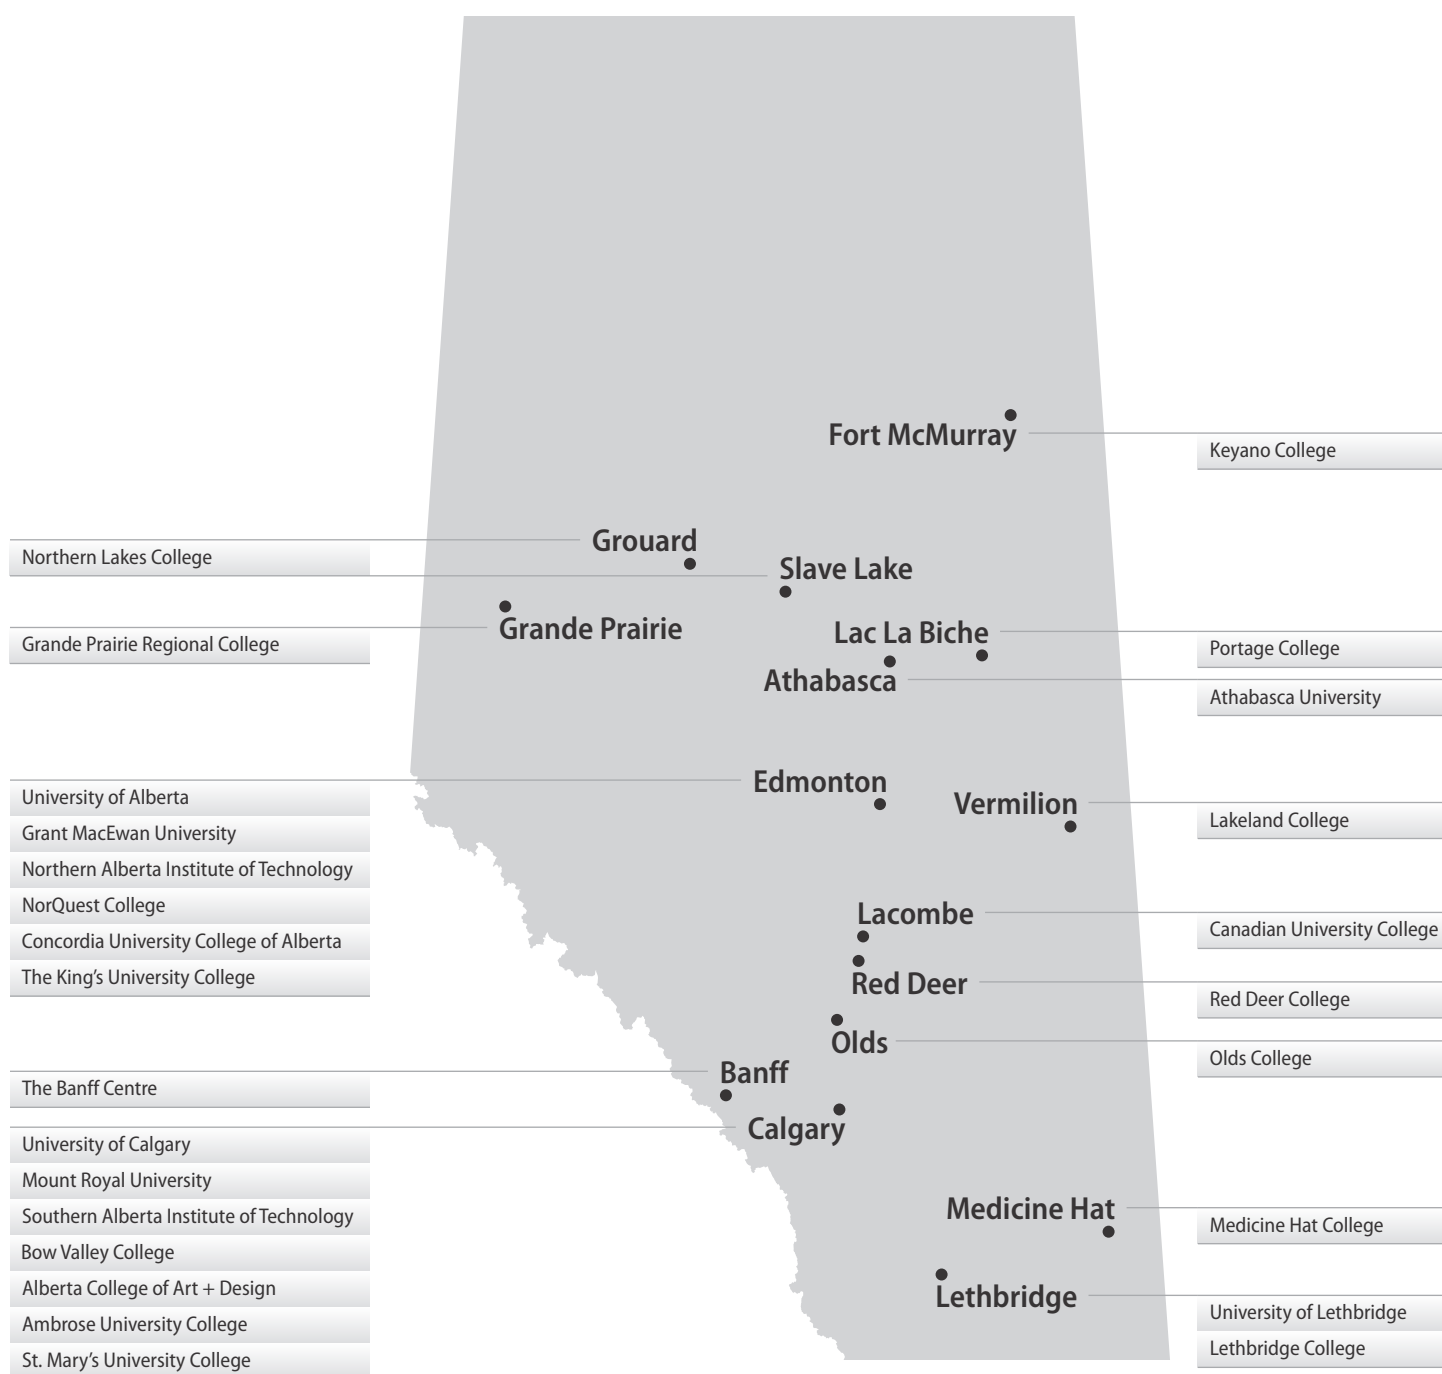 Fort McMurray
Keyano College
Grouard
Northern Lakes College
Slave Lake
Grande Prairie
Grande Prairie Regional College
Lac La Biche
Portage College
Athabasca
Athabasca University
Edmonton
University of Alberta
Grant MacEwan University
Northern Alberta Institute of Technology
NorQuest College
Concordia University College of Alberta
The King's University College
Vermilion
Lakeland College
Lacombe
Canadian University College
Red Deer
Red Deer College
Olds
Olds College
Banff
The Banff Centre
Calgary
University of Calgary
Mount Royal University
Southern Alberta Institute of Technology
Bow Valley College
Alberta College of Art + Design
Ambrose University College
St. Mary's University College
Medicine Hat
Medicine Hat College
Lethbridge
University of Lethbridge
Lethbridge College